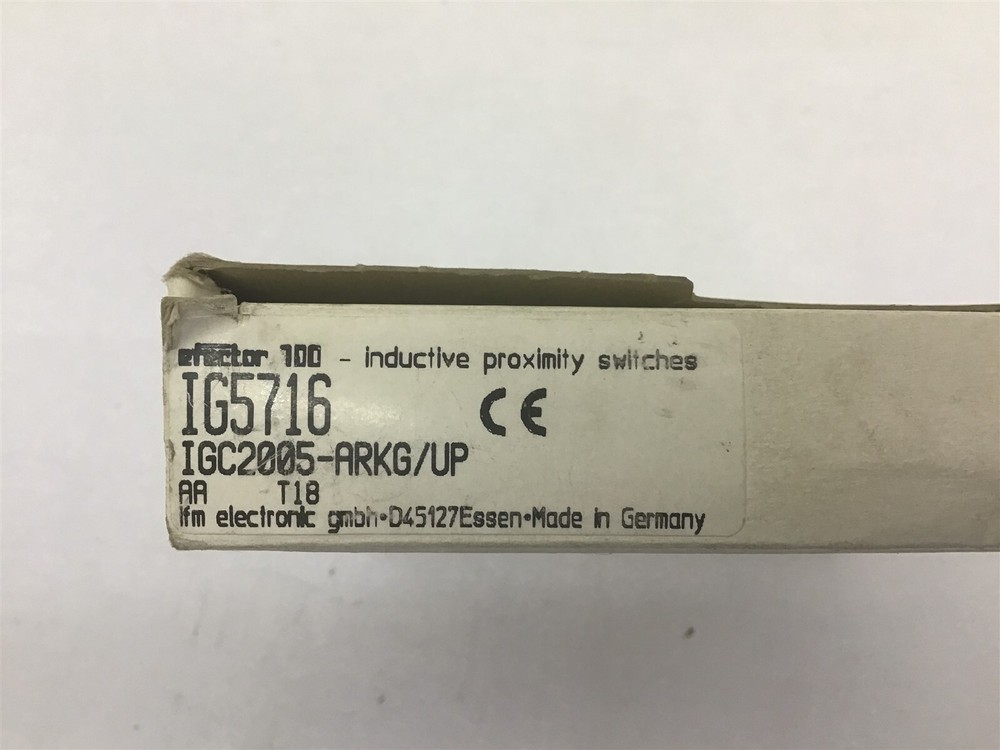 efector 100 - inductive proximity switches
IG5716 CE
IGC2005-ARKG/UP
AA T18
ifm electronic gmbh•D45127Essen•Made in Germany